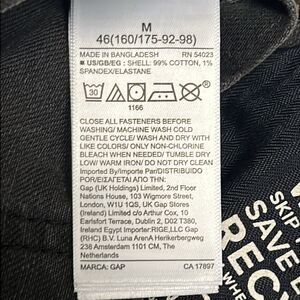 M
46(160/175-92-98)
MADE IN BANGLADESH RN 54023
■ US/GB/EG : SHELL: 99% COTTON, 1%
SPANDEX/ELASTANE
30
1166
CLOSE ALL FASTENERS BEFORE
WASHING/ MACHINE WASH COLD
GENTLE CYCLE/ WASH AND DRY WITH
LIKE COLORS/ ONLY NON-CHLORINE
BLEACH WHEN NEEDED/ TUMBLE DRY
LOW/ WARM IRON/ DO NOT DRY CLEAN
Imported By/Importe Par/DISTRIBUIDO
POR/ΕΙΣΑΓΕΤΑΙ ΑΠΟ :
Gap (UK Holdings) Limited, 2nd Floor
Nations House, 103 Wigmore Street,
London, W1U 1QS, UK Gap Stores
(Ireland) Limited c/o Arthur Cox, 10
Earlsfort Terrace, Dublin 2, D02 T380,
Ireland Egypt Importer:RIGE,LLC Gap
(RHC) B.V. Luna ArenA Herikerbergweg
238 Amsterdam 1101 CM, The
Netherlands
MARCA: GAP CA 17897
SKIP
SAVE
REC
WHE